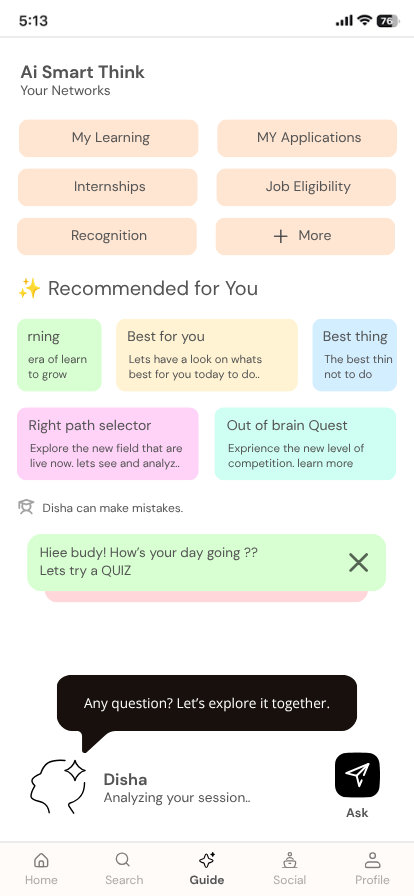 5:13
76
Ai Smart Think
Your Networks
My Learning
MY Applications
Internships
Job Eligibility
Recognition
More
Recommended for You
rning
era of learn
to grow
Best for you
Lets have a look on whats
best for you today to do..
Best thing
The best thin
not to do
Right path selector
Explore the new field that are
live now. lets see and analyz..
Out of brain Quest
Exprience the new level of
competition. learn more
Disha can make mistakes.
Hiee budy! How's your day going ??
Lets try a QUIZ
Any question? Let's explore it together.
Disha
Analyzing your session..
Ask
Home
Search
Guide
Social
Profile